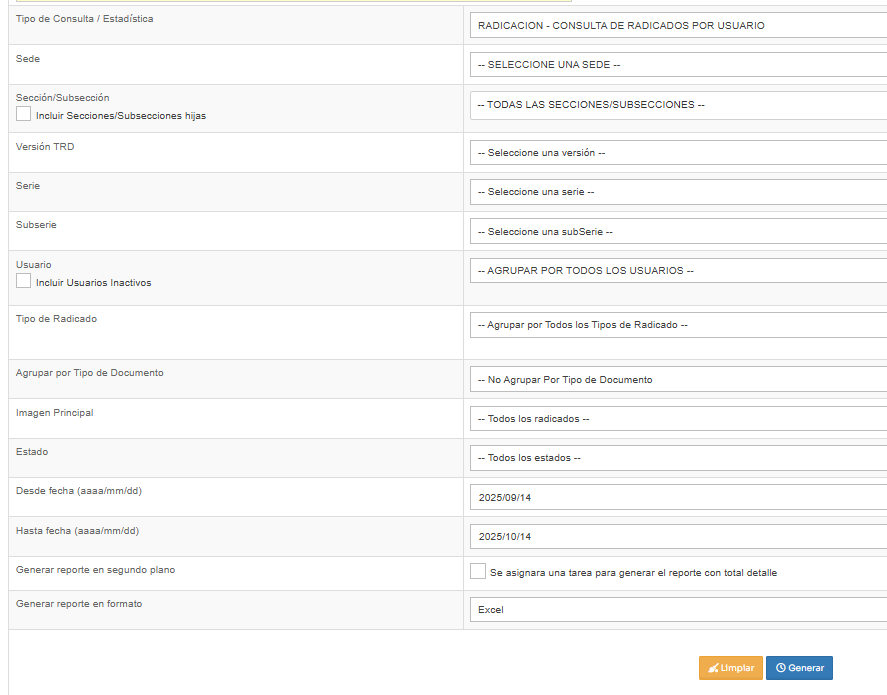 Tipo de Consulta / Estadística
RADICACION - CONSULTA DE RADICADOS POR USUARIO
Sede
-- SELECCIONE UNA SEDE --
Sección/Subsección
Incluir Secciones/Subsecciones hijas
-- TODAS LAS SECCIONES/SUBSECCIONES --
Versión TRD
-- Seleccione una versión --
Serie
-- Seleccione una serie --
Subserie
-- Seleccione una subSerie --
Usuario
Incluir Usuarios Inactivos
-- AGRUPAR POR TODOS LOS USUARIOS --
Tipo de Radicado
-- Agrupar por Todos los Tipos de Radicado --
Agrupar por Tipo de Documento
-- No Agrupar Por Tipo de Documento
Imagen Principal
-- Todos los radicados --
Estado
-- Todos los estados --
Desde fecha (aaaa/mm/dd)
2025/09/14
Hasta fecha (aaaa/mm/dd)
2025/10/14
Generar reporte en segundo plano
Se asignara una tarea para generar el reporte con total detalle
Generar reporte en formato
Excel
Limpiar
Generar